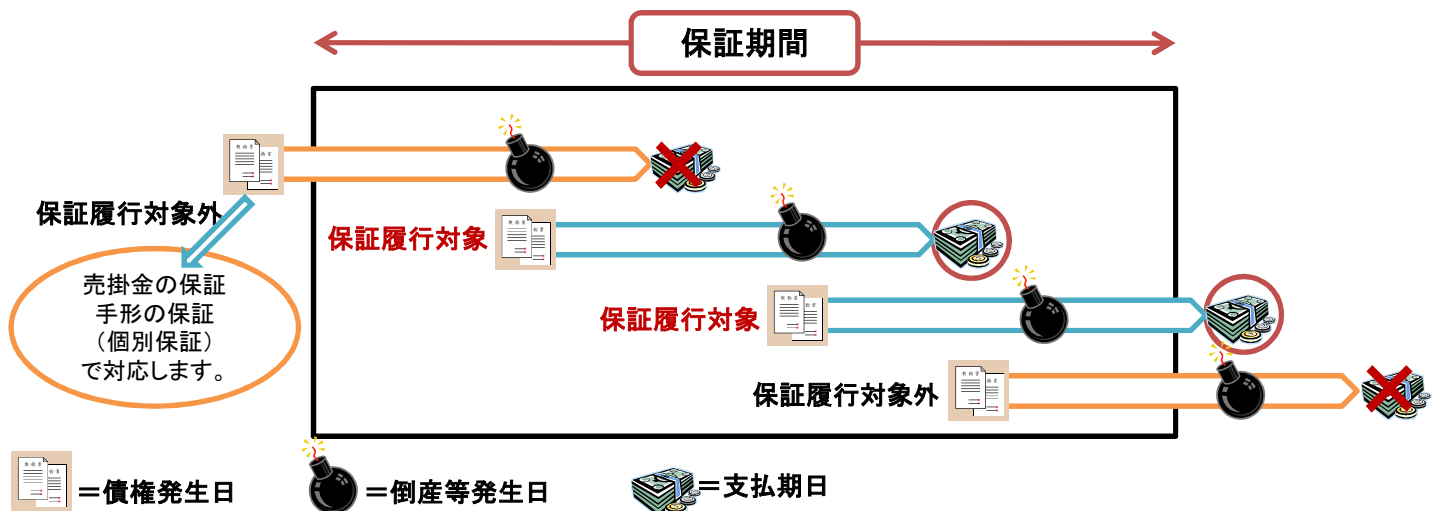 保証期間
保証履行対象外
売掛金の保証
手形の保証
（個別保証）
で対応します。
保証履行対象
保証履行対象
保証履行対象外
＝債権発生日
＝倒産等発生日
＝支払期日